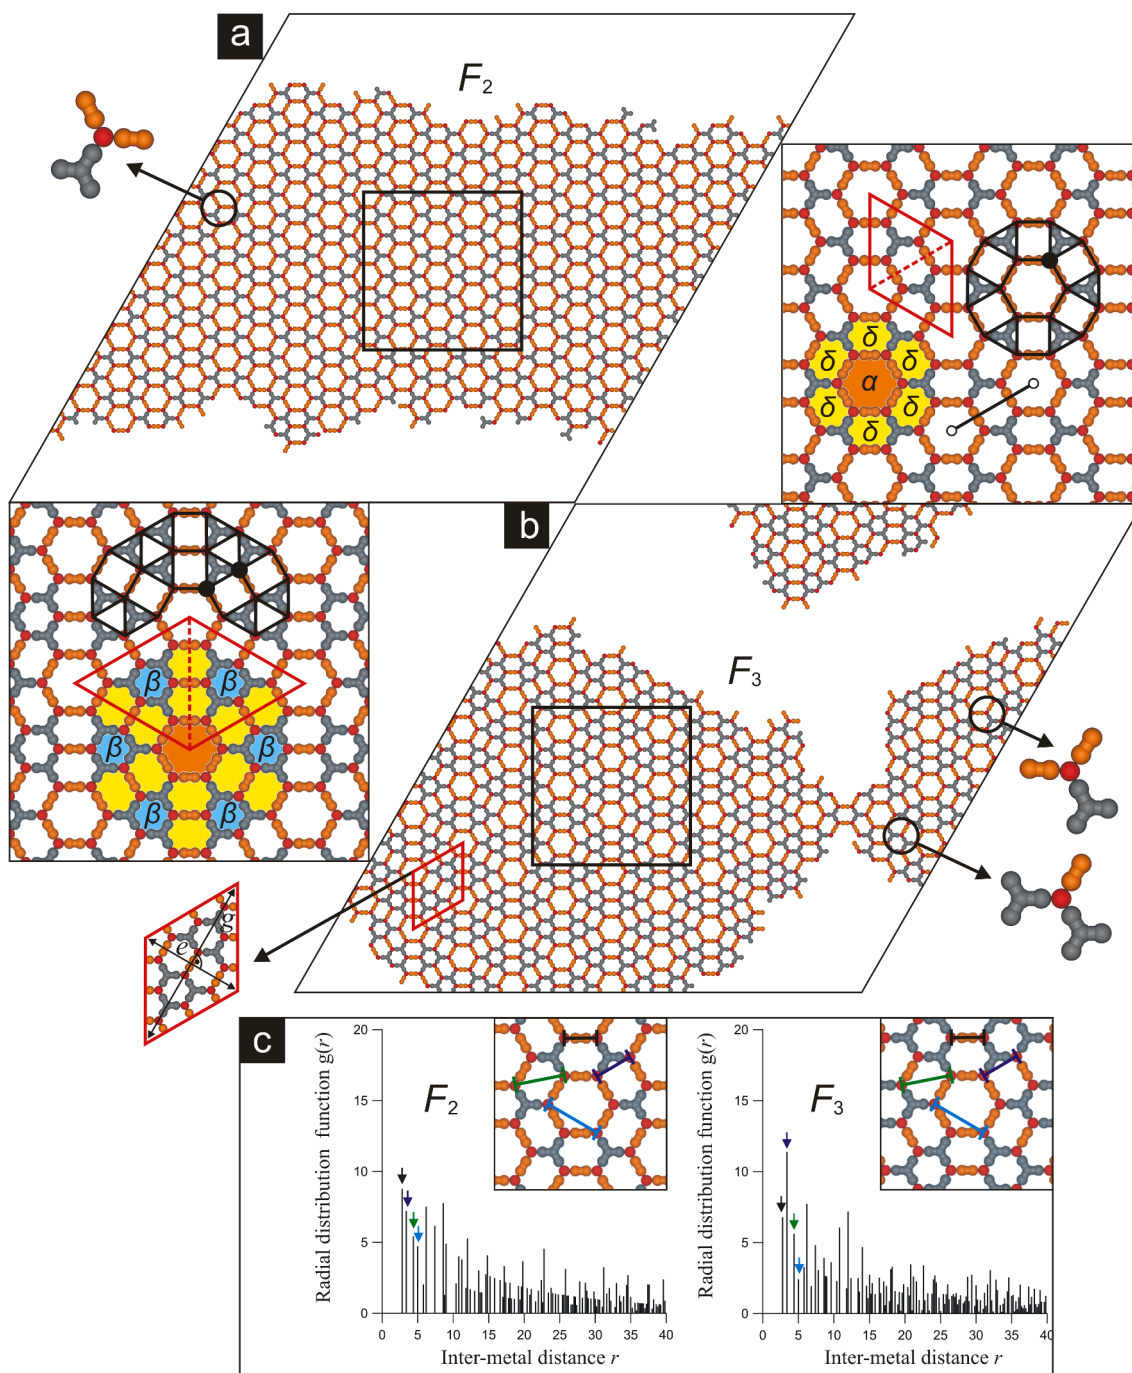 a
F2
δ
δ δ
α
δ δ
δ
b
F3
β β
β β
β β
g
e
c
Radial distribution function g(r)
20
15
10
5
0
F2
0 5 10 15 20 25 30 35 40
Inter-metal distance r
Radial distribution function g(r)
20
15
10
5
0
F3
0 5 10 15 20 25 30 35 40
Inter-metal distance r